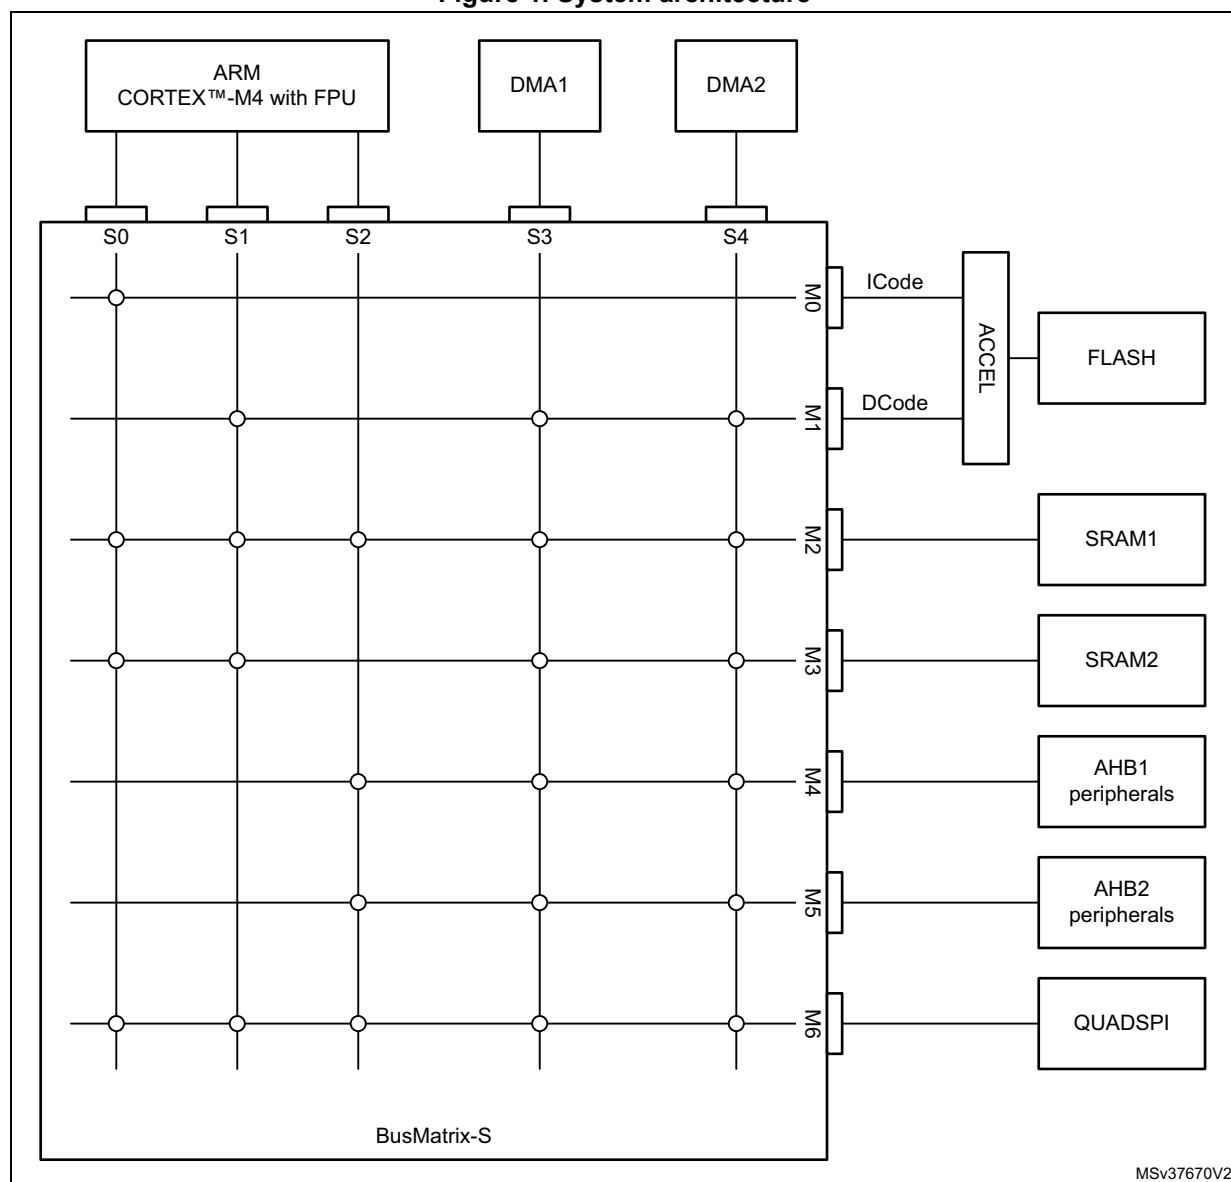 Figure 1. System architecture
ARM
CORTEX™-M4 with FPU
DMA1
DMA2
S0
S1
S2
S3
S4
M0
ICode
ACCEL
FLASH
M1
DCode
M2
SRAM1
M3
SRAM2
M4
AHB1
peripherals
M5
AHB2
peripherals
M6
QUADSPI
BusMatrix-S
MSv37670V2